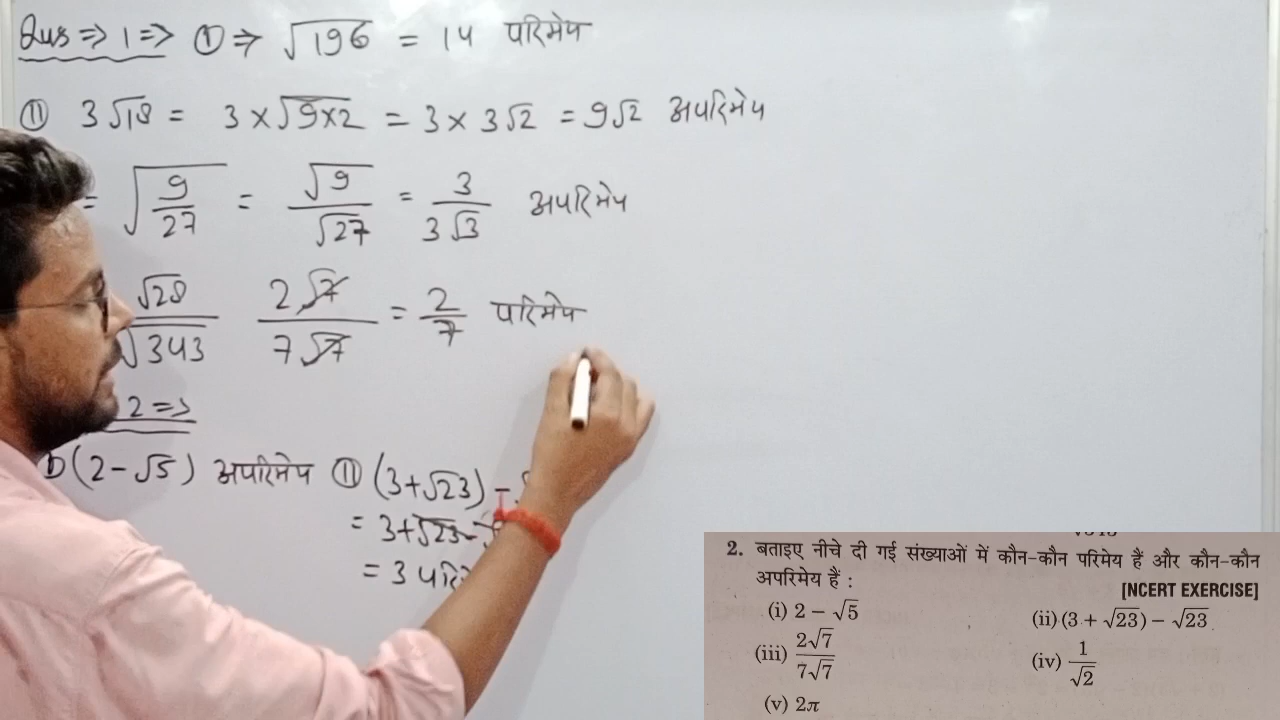 Qus ⇒ 1 ⇒ ① ⇒ √196 = 14 परिमेय
⑪ 3√18 = 3 × √9×2 = 3 × 3√2 = 9√2 अपरिमेय
= √(9/27) = √9/√27 = 3/3√3 अपरिमेय
√28/√343 2√7/7√7 = 2/7 परिमेय
2 ⇒
(2-√5) अपरिमेय ⑪ (3+√23) -
= 3+√23-
= 3 परि
2. बताइए नीचे दी गई संख्याओं में कौन-कौन परिमेय हैं और कौन-कौन
अपरिमेय हैं :
[NCERT EXERCISE]
(i) 2 − √5 (ii) (3 + √23) − √23
(iii) 2√7/7√7 (iv) 1/√2
(v) 2π